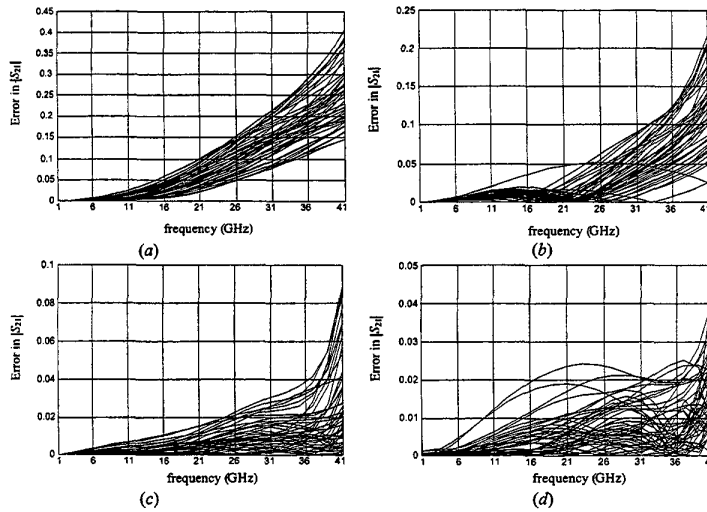 0.45
0.4
0.35
0.3
0.25
0.2
0.15
0.1
0.05
0
Error in |S21|
1 6 11 16 21 26 31 36 41
frequency (GHz)
(a)
0.25
0.2
0.15
0.1
0.05
0
Error in |S21|
1 6 11 16 21 26 31 36 41
frequency (GHz)
(b)
0.1
0.08
0.06
0.04
0.02
0
Error in |S21|
1 6 11 16 21 26 31 36 41
frequency (GHz)
(c)
0.05
0.04
0.03
0.02
0.01
0
Error in |S21|
1 6 11 16 21 26 31 36 41
frequency (GHz)
(d)